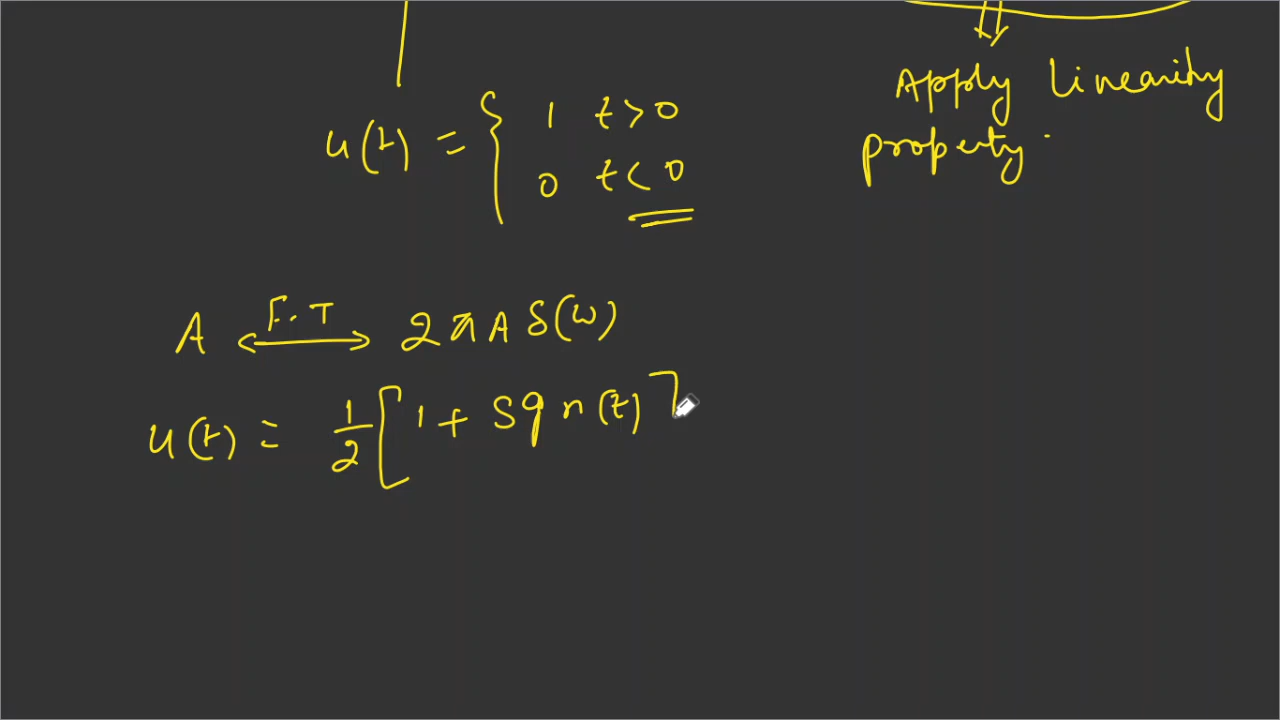 Apply Linearity
property.
u(t) = { 1 t > 0
0 t < 0
A <—F.T—> 2πA δ(ω)
u(t) = 1/2 [ 1 + Sgn(t) ]